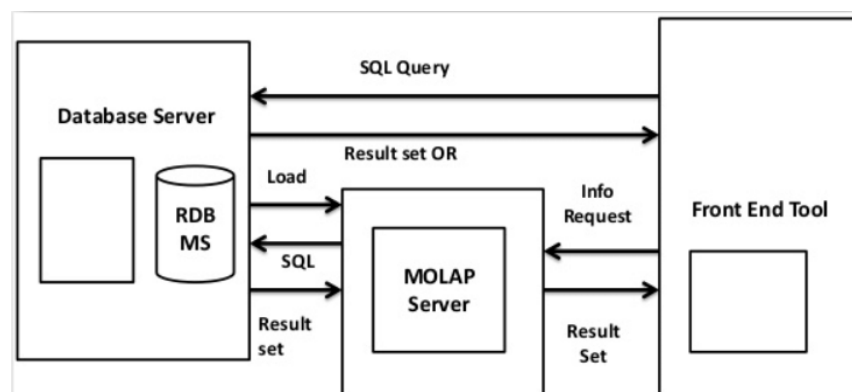 SQL Query
Database Server
Result set OR
Load
Info
Request
Front End Tool
RDB
MS
SQL
MOLAP
Server
Result
set
Result
Set